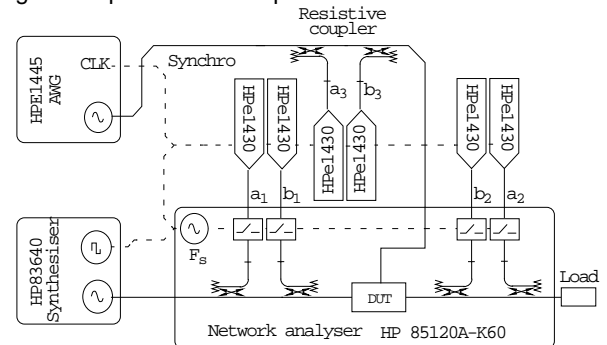 Resistive
coupler
HPE1445
AWG
CLK
Synchro
HPe1430
HPe1430
a3
b3
HPe1430
HPe1430
HPe1430
HPe1430
a1
b1
b2
a2
HP83640
Synthesiser
Fs
DUT
Load
Network analyser HP 85120A-K60